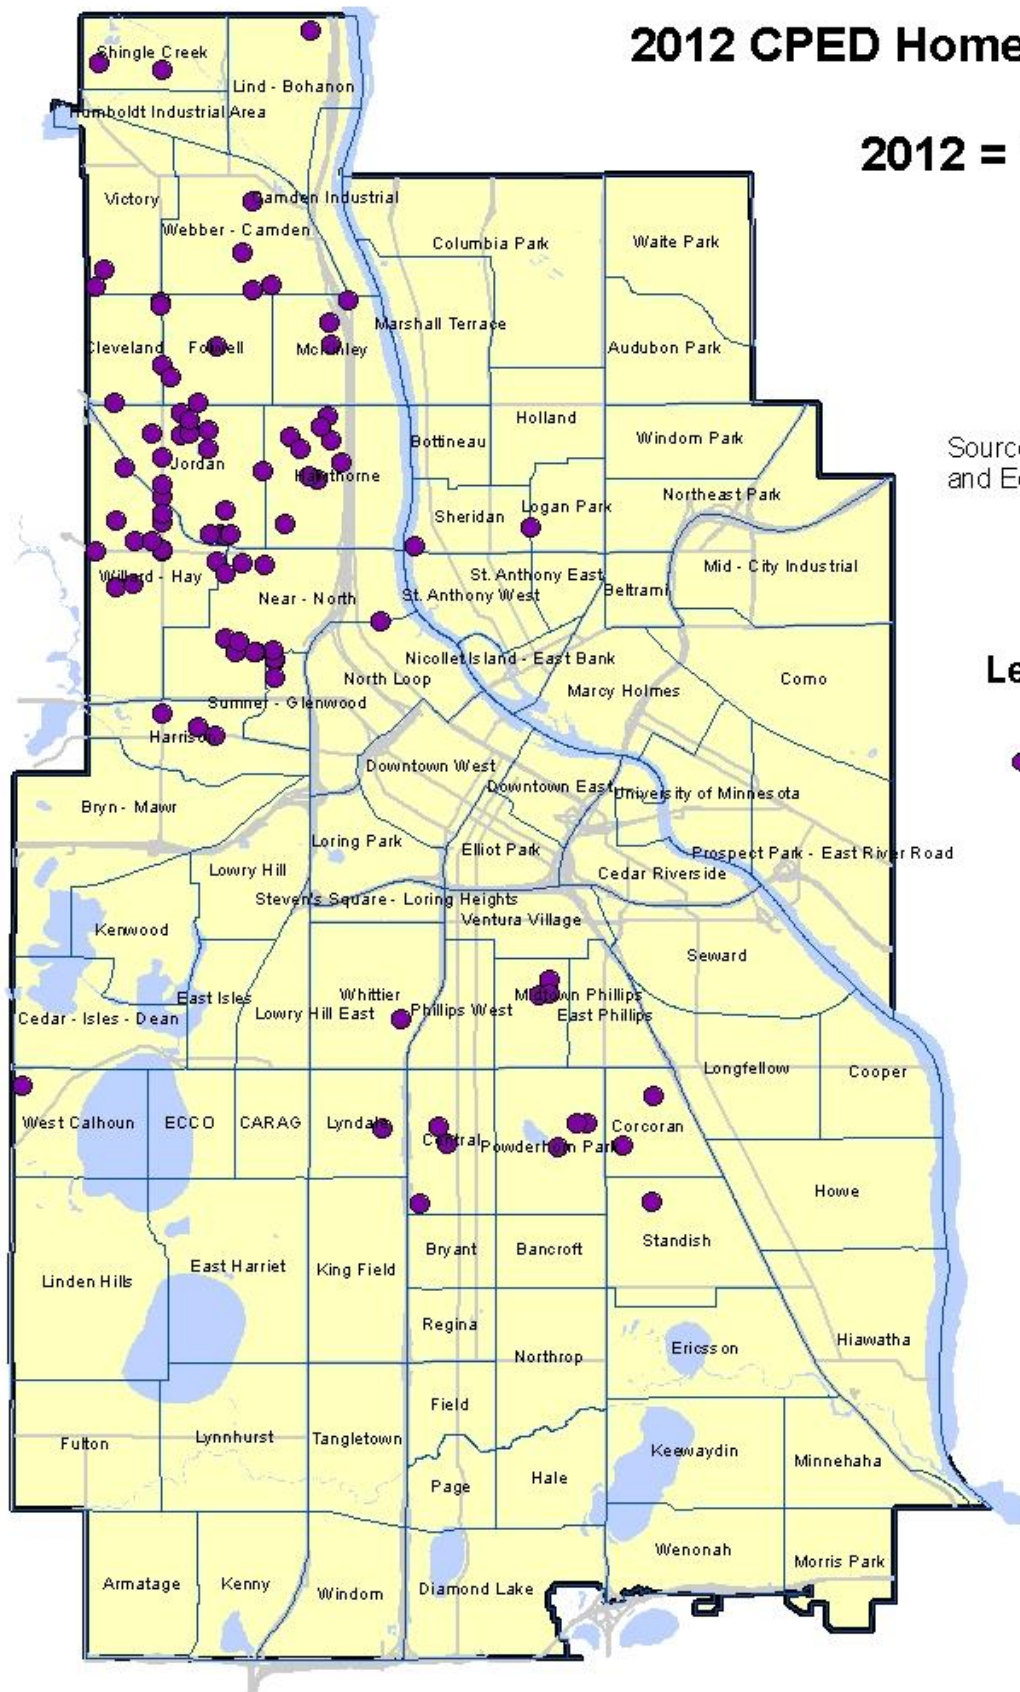 2012 CPED Home
2012 =
Shingle Creek
Lind - Bohanon
Humboldt Industrial Area
Victory
Camden Industrial
Webber - Camden
Columbia Park
Waite Park
Marshall Terrace
Cleveland
Folwell
McKinley
Audubon Park
Holland
Bottineau
Windom Park
Source
Jordan
Hawthorne
and Ec
Northeast Park
Logan Park
Sheridan
Mid - City Industrial
Willard - Hay
St. Anthony East
Beltrami
Near - North
St. Anthony West
Nicollet Island - East Bank
North Loop
Como
Le
Marcy Holmes
Sumner - Glenwood
Harrison
Downtown West
Downtown East
University of Minnesota
Bryn - Mawr
Loring Park
Elliot Park
Prospect Park - East River Road
Lowry Hill
Cedar Riverside
Steven's Square - Loring Heights
Ventura Village
Kenwood
Seward
Whittier
Midtown Phillips
East Isles
Lowry Hill East
Phillips West
East Phillips
Cedar - Isles - Dean
Longfellow
Cooper
West Calhoun
ECCO
CARAG
Lyndale
Central
Powderhorn Park
Corcoran
Howe
Standish
Bryant
Bancroft
East Harriet
King Field
Linden Hills
Regina
Hiawatha
Ericsson
Northrop
Field
Fulton
Lynnhurst
Tangletown
Keewaydin
Minnehaha
Page
Hale
Wenonah
Morris Park
Armatage
Kenny
Windom
Diamond Lake